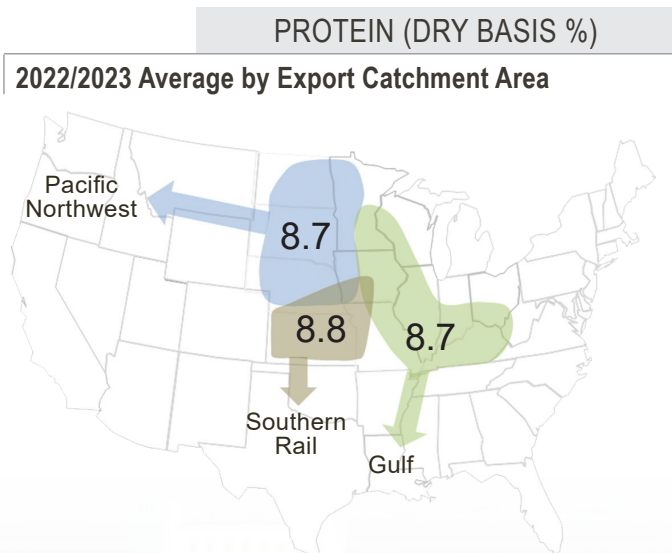 PROTEIN (DRY BASIS %)
2022/2023 Average by Export Catchment Area
Pacific
Northwest
8.7
8.8
8.7
Southern
Rail
Gulf